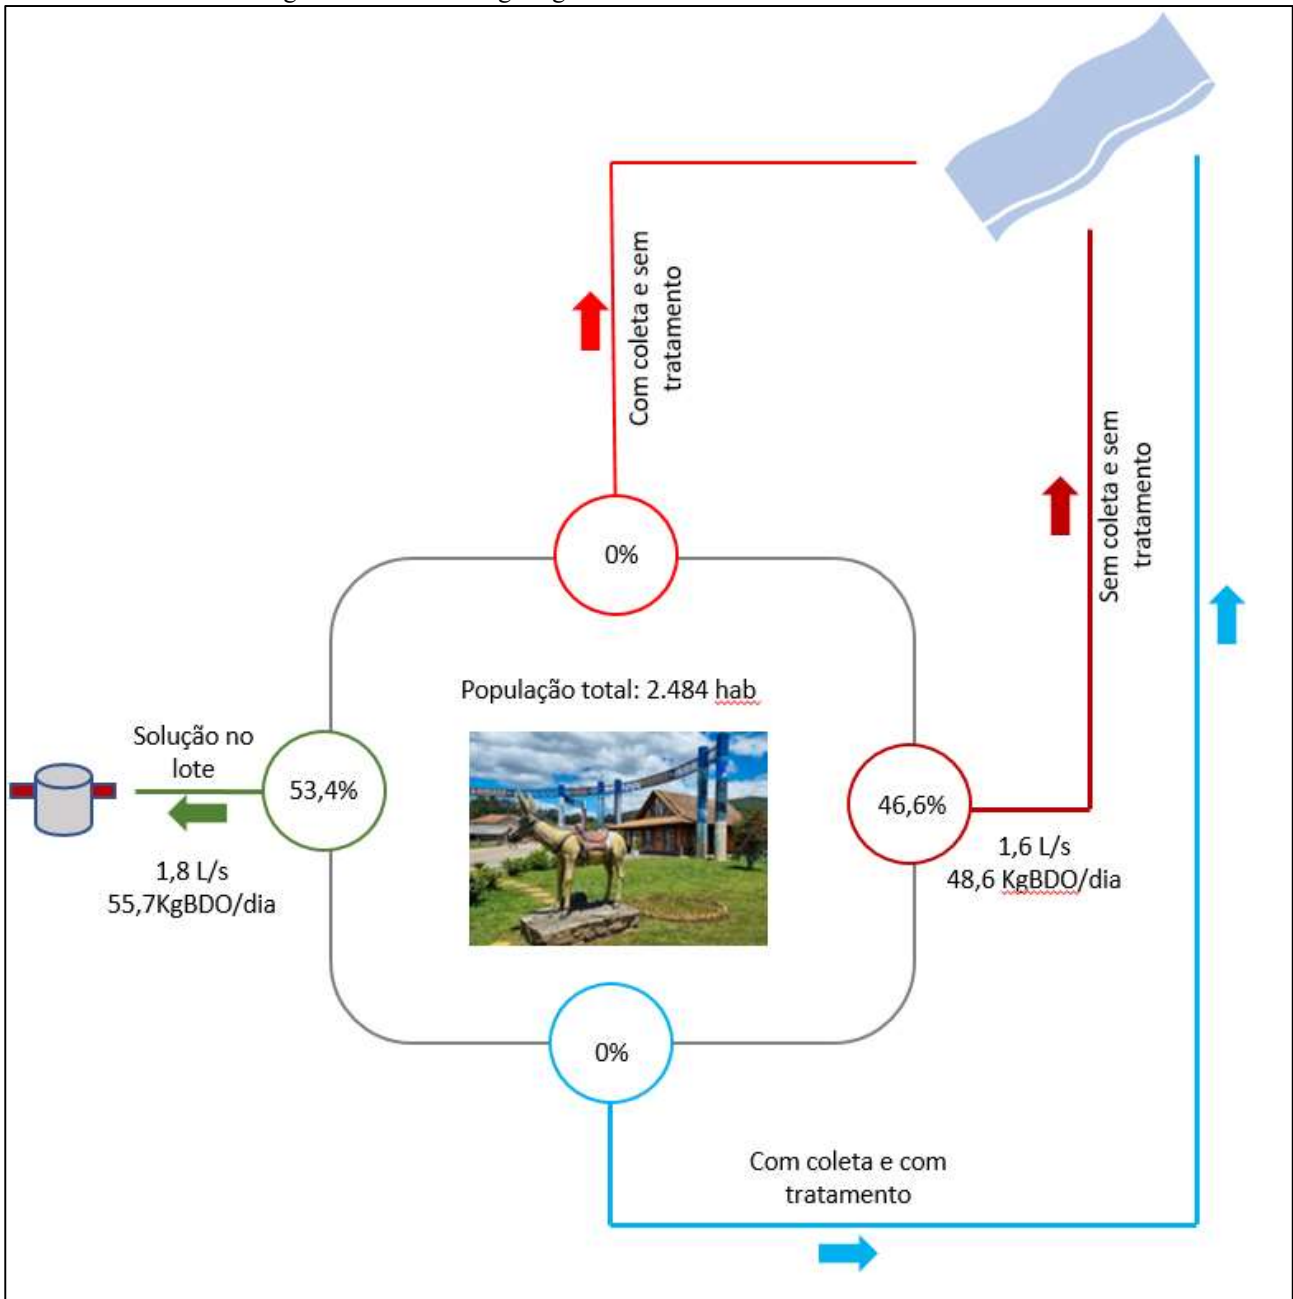 Com coleta e sem
tratamento
Sem coleta e sem
tratamento
0%
População total: 2.484 hab
Solução no
lote
53,4%
1,8 L/s
55,7KgBDO/dia
46,6%
1,6 L/s
48,6 KgBDO/dia
0%
Com coleta e com
tratamento